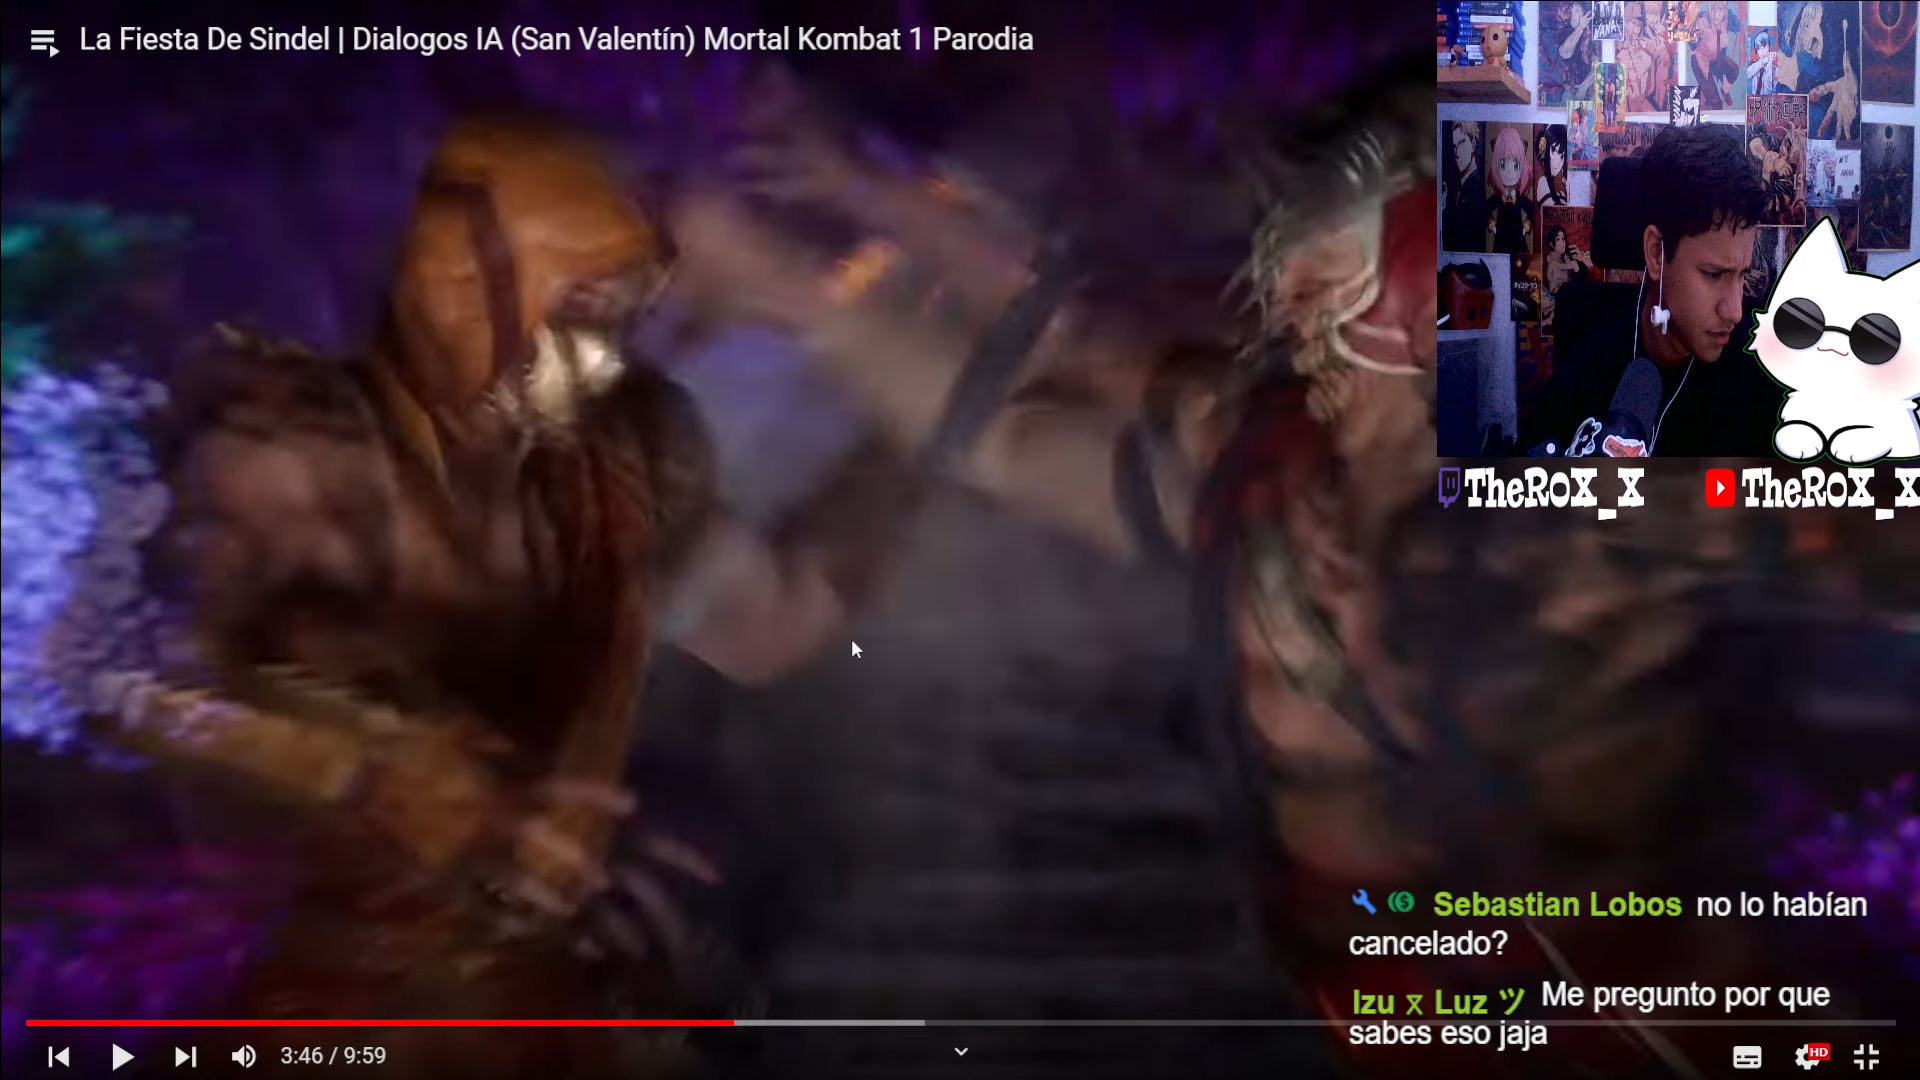 La Fiesta De Sindel | Dialogos IA (San Valentín) Mortal Kombat 1 Parodia
TheROX_X TheROX_X
Sebastian Lobos no lo habían
cancelado?
Izu x Luz ツ Me pregunto por que
sabes eso jaja
3:46 / 9:59
HD